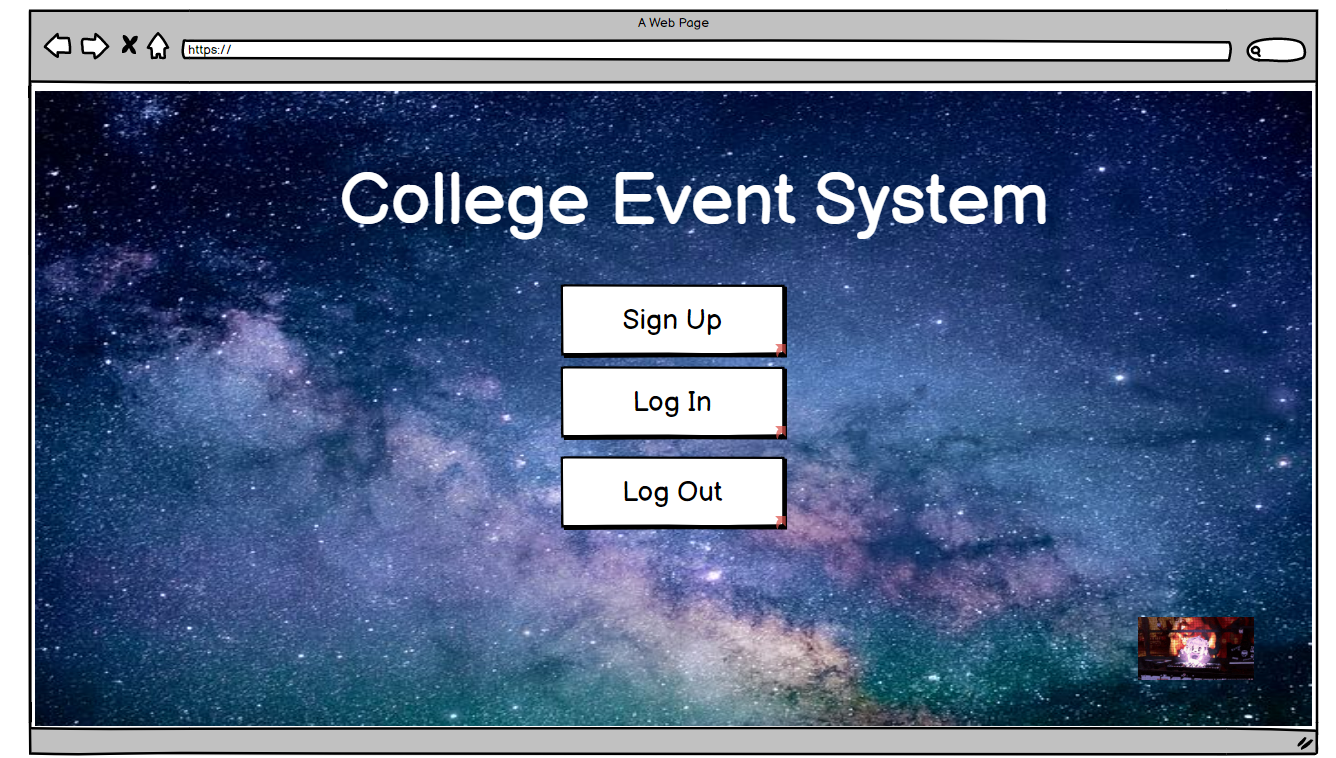 A Web Page
https://
College Event System
Sign Up
Log In
Log Out